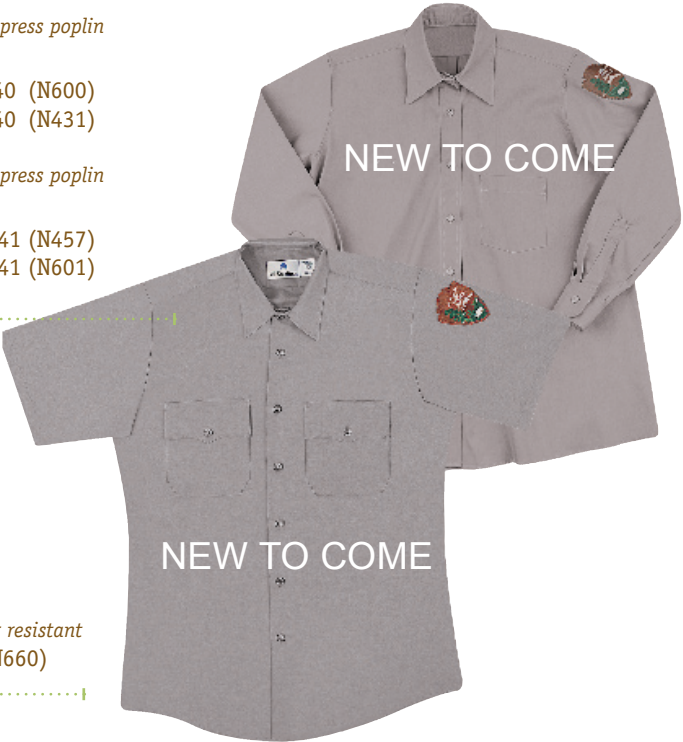 press poplin
40 (N600)
40 (N431)
press poplin
NEW TO COME
41 (N457)
41 (N601)
NEW TO COME
resistant
N660)